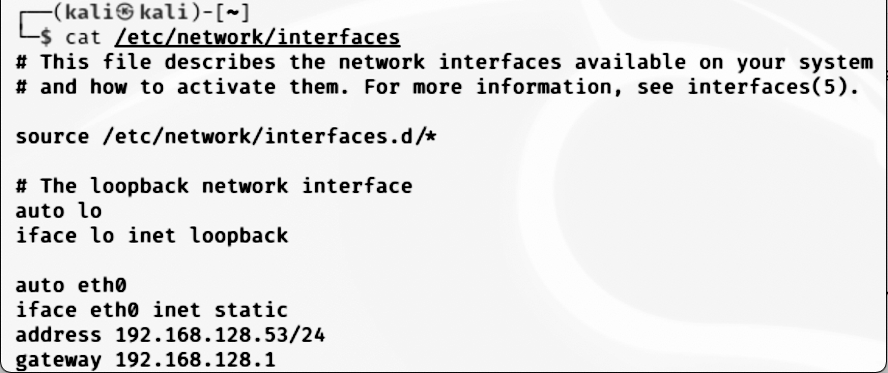 ┌──(kali㉿kali)-[~]
└─$ cat /etc/network/interfaces
# This file describes the network interfaces available on your system
# and how to activate them. For more information, see interfaces(5).
source /etc/network/interfaces.d/*
# The loopback network interface
auto lo
iface lo inet loopback
auto eth0
iface eth0 inet static
address 192.168.128.53/24
gateway 192.168.128.1